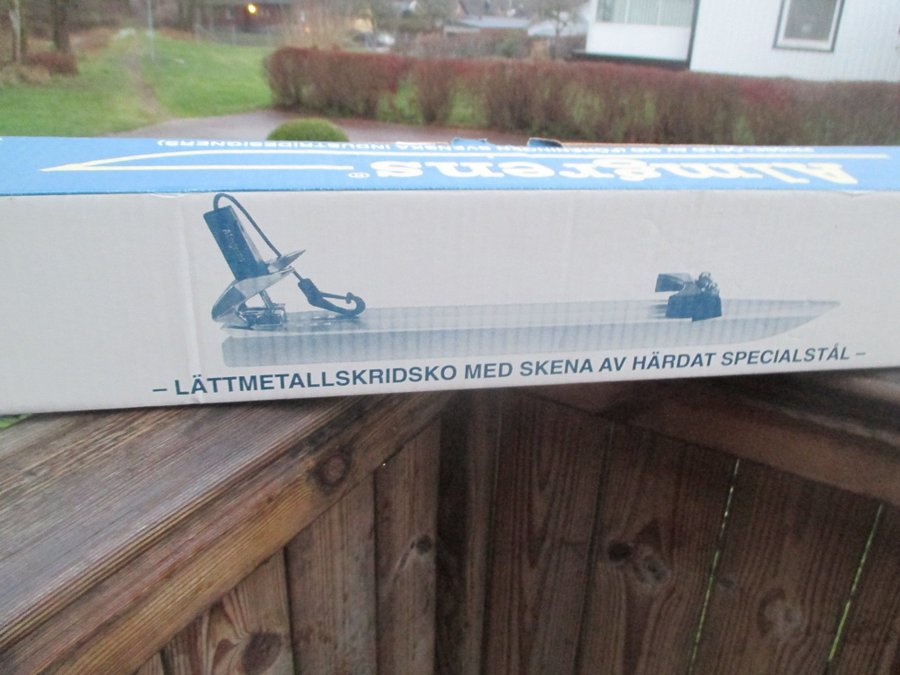 Almgrens®
– LÄTTMETALLSKRIDSKO MED SKENA AV HÄRDAT SPECIALSTÅL –